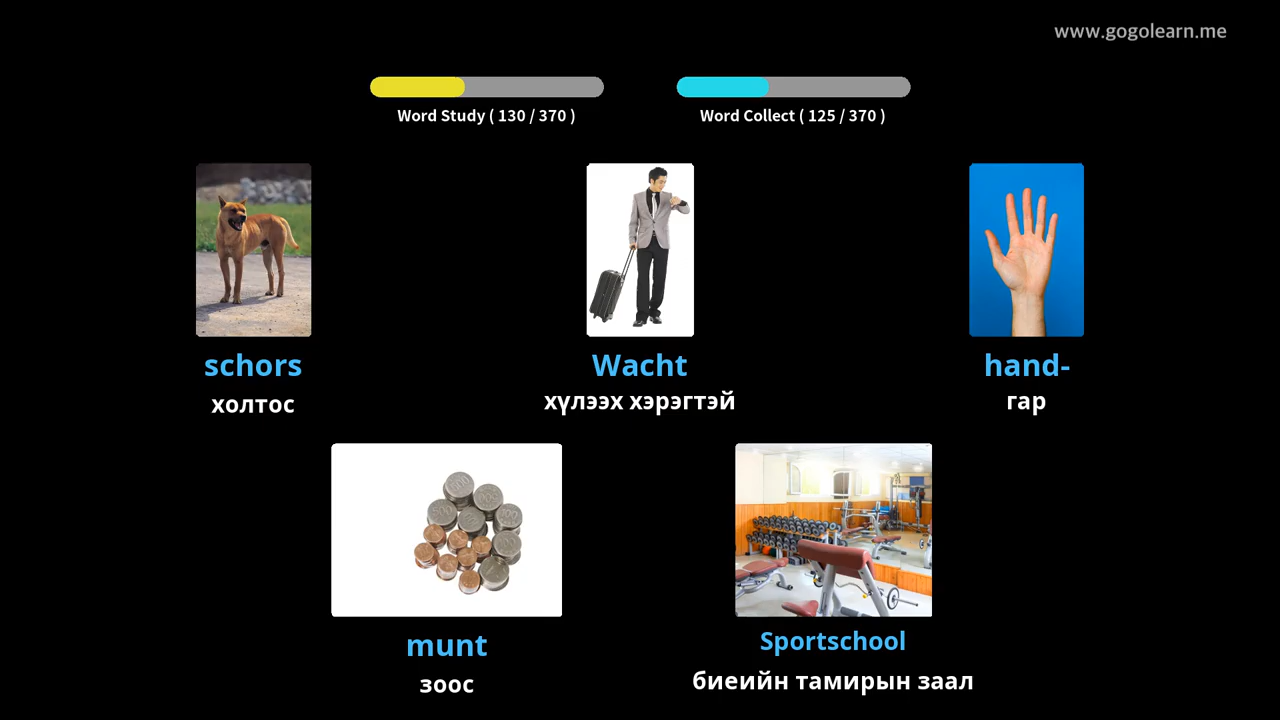 www.gogolearn.me
Word Study ( 130 / 370 )
Word Collect ( 125 / 370 )
schors
холтос
Wacht
хүлээх хэрэгтэй
hand-
гар
munt
зоос
Sportschool
биеийн тамирын заал